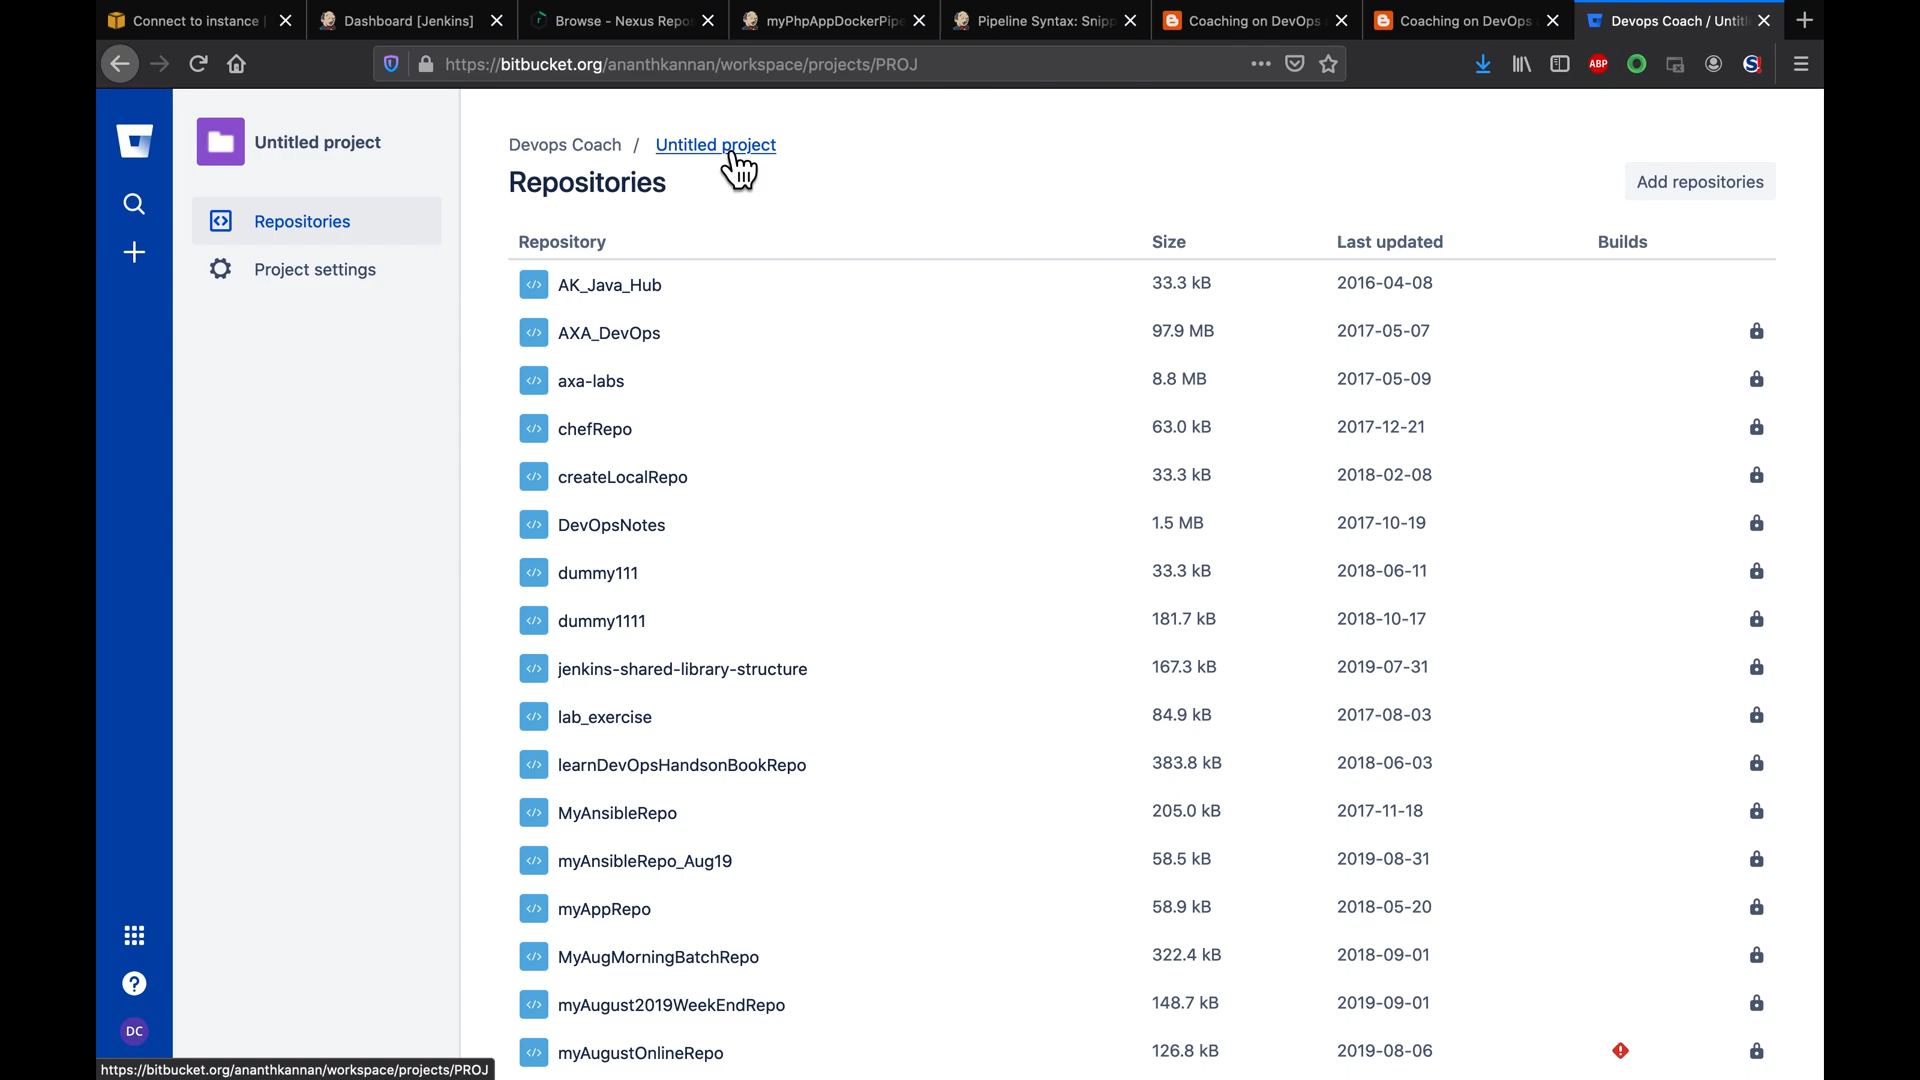 Connect to instance
Dashboard [Jenkins]
Browse - Nexus Repo
myPhpAppDockerPipe
Pipeline Syntax: Snipp
Coaching on DevOps
Coaching on DevOps
Devops Coach / Untitl
https://bitbucket.org/ananthkannan/workspace/projects/PROJ
ABP
S
Untitled project
Repositories
Project settings
Devops Coach / Untitled project
Repositories
Add repositories
Repository Size Last updated Builds
AK_Java_Hub 33.3 kB 2016-04-08
AXA_DevOps 97.9 MB 2017-05-07
axa-labs 8.8 MB 2017-05-09
chefRepo 63.0 kB 2017-12-21
createLocalRepo 33.3 kB 2018-02-08
DevOpsNotes 1.5 MB 2017-10-19
dummy111 33.3 kB 2018-06-11
dummy1111 181.7 kB 2018-10-17
jenkins-shared-library-structure 167.3 kB 2019-07-31
lab_exercise 84.9 kB 2017-08-03
learnDevOpsHandsonBookRepo 383.8 kB 2018-06-03
MyAnsibleRepo 205.0 kB 2017-11-18
myAnsibleRepo_Aug19 58.5 kB 2019-08-31
myAppRepo 58.9 kB 2018-05-20
MyAugMorningBatchRepo 322.4 kB 2018-09-01
myAugust2019WeekEndRepo 148.7 kB 2019-09-01
myAugustOnlineRepo 126.8 kB 2019-08-06
DC
https://bitbucket.org/ananthkannan/workspace/projects/PROJ